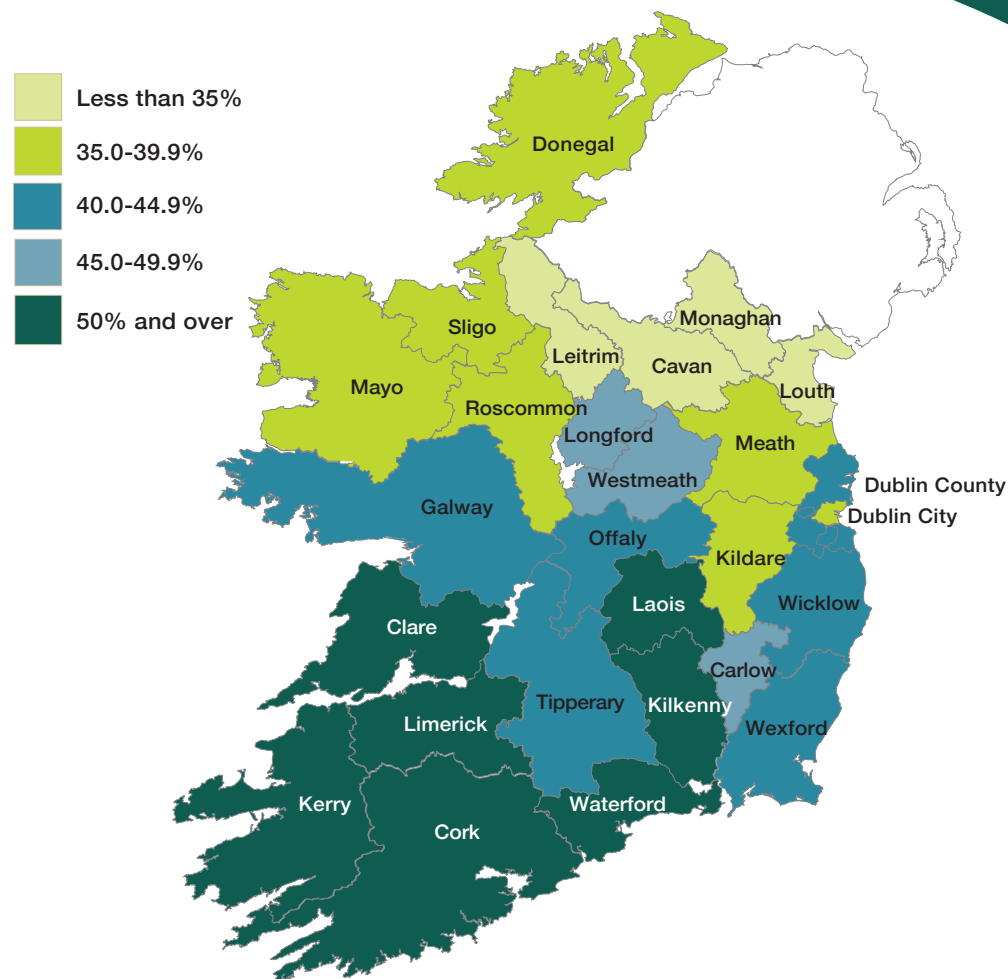 Less than 35%
35.0-39.9%
40.0-44.9%
45.0-49.9%
50% and over
Donegal
Monaghan
Sligo
Leitrim
Cavan
Mayo
Louth
Roscommon
Longford
Meath
Westmeath
Dublin County
Galway
Dublin City
Offaly
Kildare
Laois
Wicklow
Clare
Carlow
Tipperary
Kilkenny
Limerick
Wexford
Kerry
Waterford
Cork